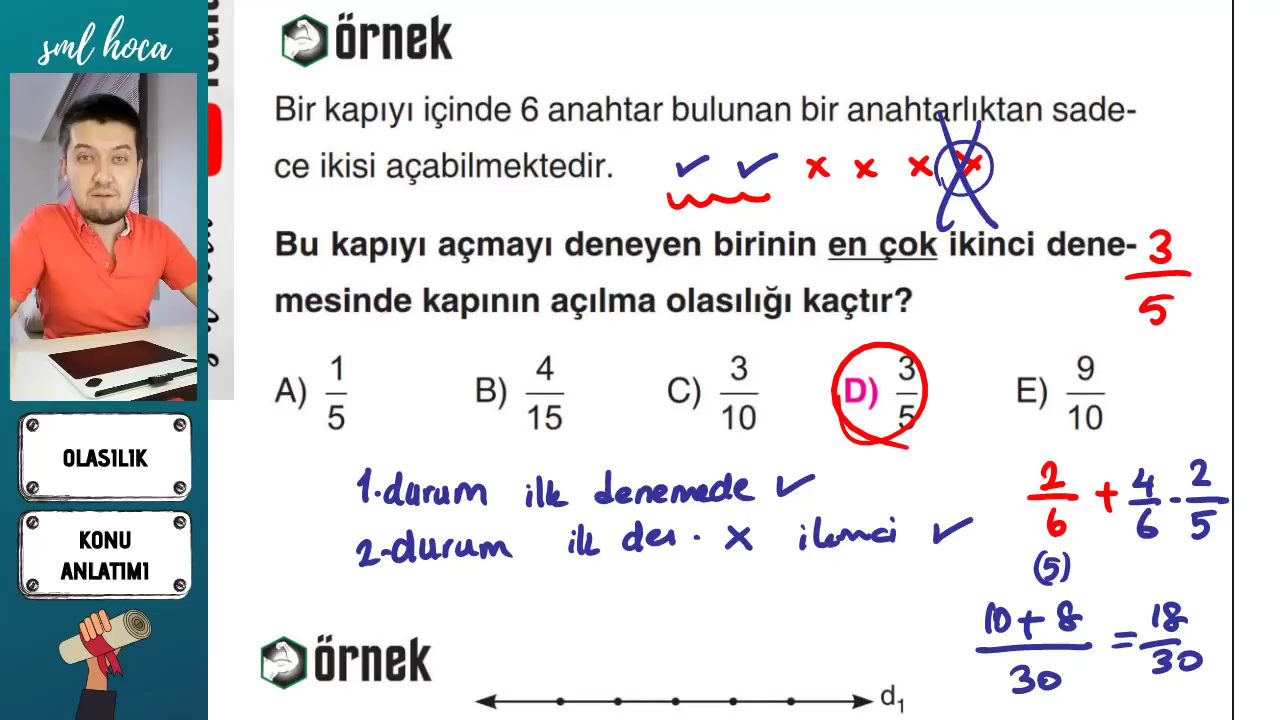 sml hoca
örnek
Bir kapıyı içinde 6 anahtar bulunan bir anahtarlıktan sade-
ce ikisi açabilmektedir. ✓ ✓ x x x x
Bu kapıyı açmayı deneyen birinin en çok ikinci dene-
mesinde kapının açılma olasılığı kaçtır?
3/5
A) 1/5 B) 4/15 C) 3/10 D) 3/5 E) 9/10
OLASILIK
KONU
ANLATIMI
1.durum ilk denemede ✓
2.durum ilk den. x ikinci ✓
2/6 + 4/6 . 2/5
(5)
10+8/30 = 18/30
örnek
d1